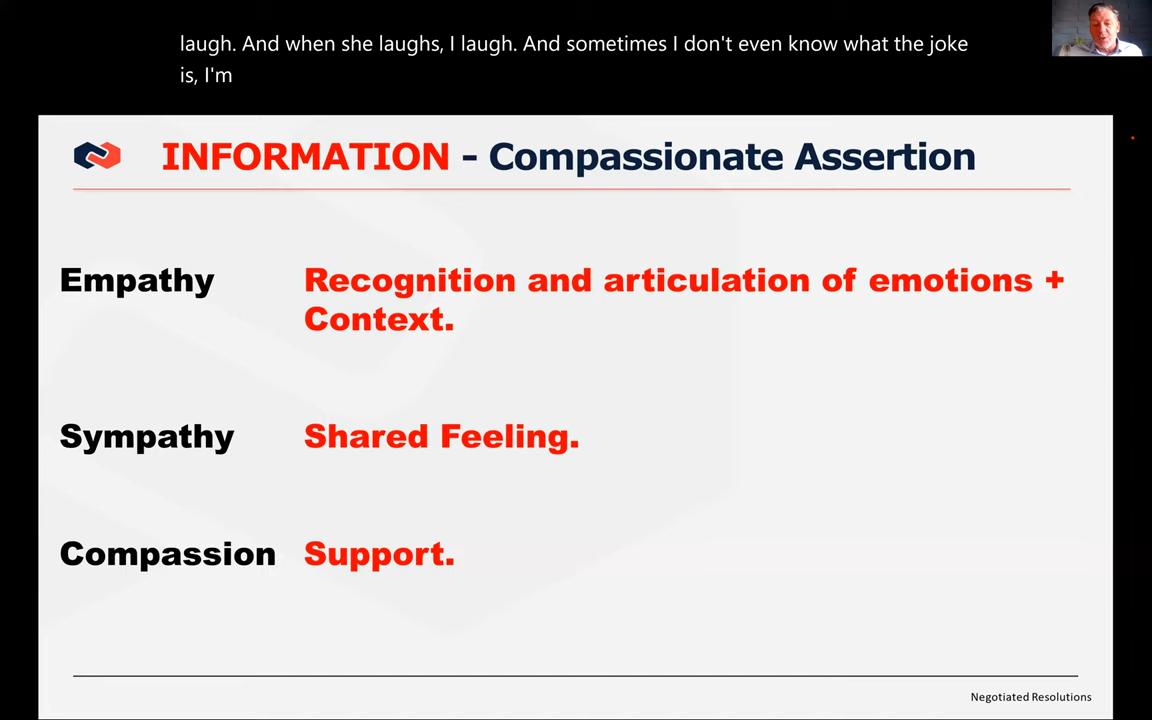 laugh. And when she laughs, I laugh. And sometimes I don't even know what the joke
is, I'm
INFORMATION - Compassionate Assertion
Empathy Recognition and articulation of emotions +
Context.
Sympathy Shared Feeling.
Compassion Support.
Negotiated Resolutions